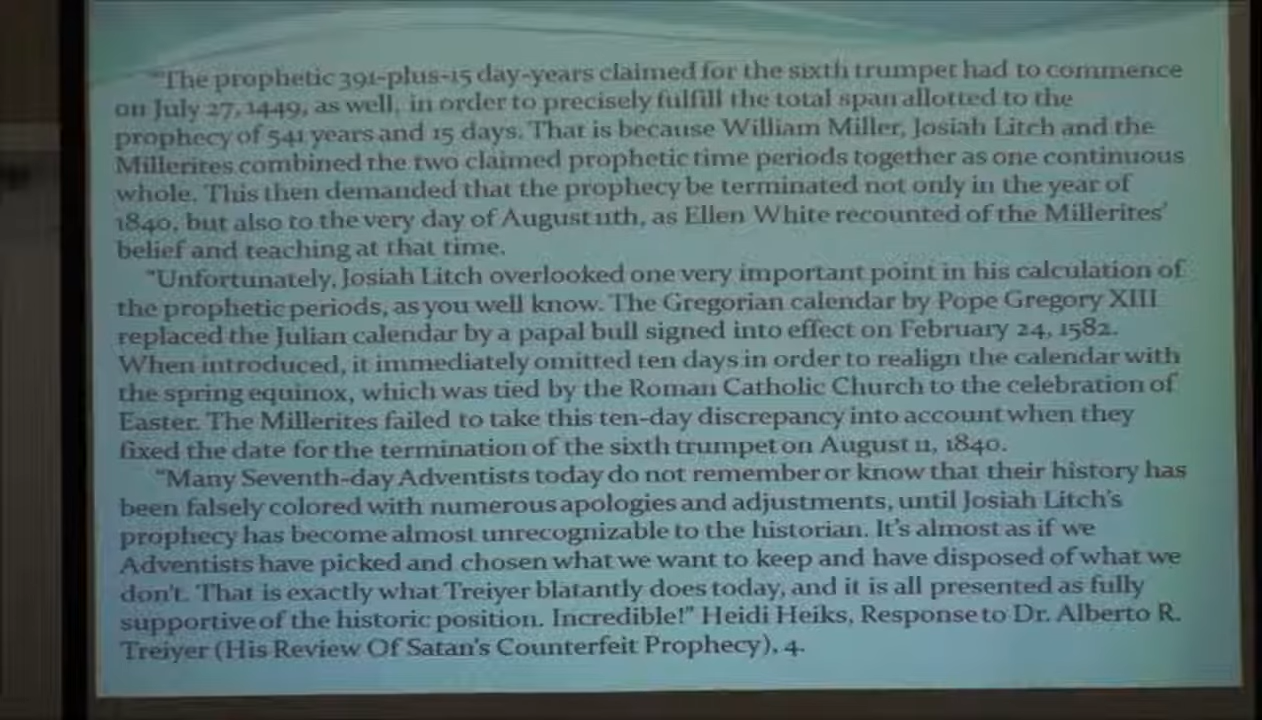 "The prophetic 391-plus-15 day-years claimed for the sixth trumpet had to commence
on July 27, 1449, as well, in order to precisely fulfill the total span allotted to the
prophecy of 541 years and 15 days. That is because William Miller, Josiah Litch and the
Millerites combined the two claimed prophetic time periods together as one continuous
whole. This then demanded that the prophecy be terminated not only in the year of
1840, but also to the very day of August 11th, as Ellen White recounted of the Millerites'
belief and teaching at that time.
"Unfortunately, Josiah Litch overlooked one very important point in his calculation of
the prophetic periods, as you well know. The Gregorian calendar by Pope Gregory XIII
replaced the Julian calendar by a papal bull signed into effect on February 24, 1582.
When introduced, it immediately omitted ten days in order to realign the calendar with
the spring equinox, which was tied by the Roman Catholic Church to the celebration of
Easter. The Millerites failed to take this ten-day discrepancy into account when they
fixed the date for the termination of the sixth trumpet on August 11, 1840.
"Many Seventh-day Adventists today do not remember or know that their history has
been falsely colored with numerous apologies and adjustments, until Josiah Litch's
prophecy has become almost unrecognizable to the historian. It's almost as if we
Adventists have picked and chosen what we want to keep and have disposed of what we
don't. That is exactly what Treiyer blatantly does today, and it is all presented as fully
supportive of the historic position. Incredible!" Heidi Heiks, Response to Dr. Alberto R.
Treiyer (His Review Of Satan's Counterfeit Prophecy), 4.